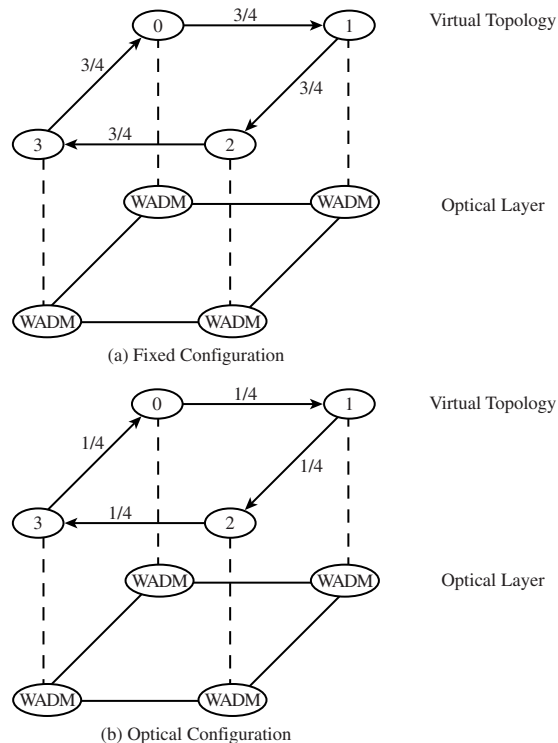 0 3/4 1 Virtual Topology
3/4 3/4
3 3/4 2
WADM WADM Optical Layer
WADM WADM
(a) Fixed Configuration
0 1/4 1 Virtual Topology
1/4 1/4
3 1/4 2
WADM WADM Optical Layer
WADM WADM
(b) Optical Configuration